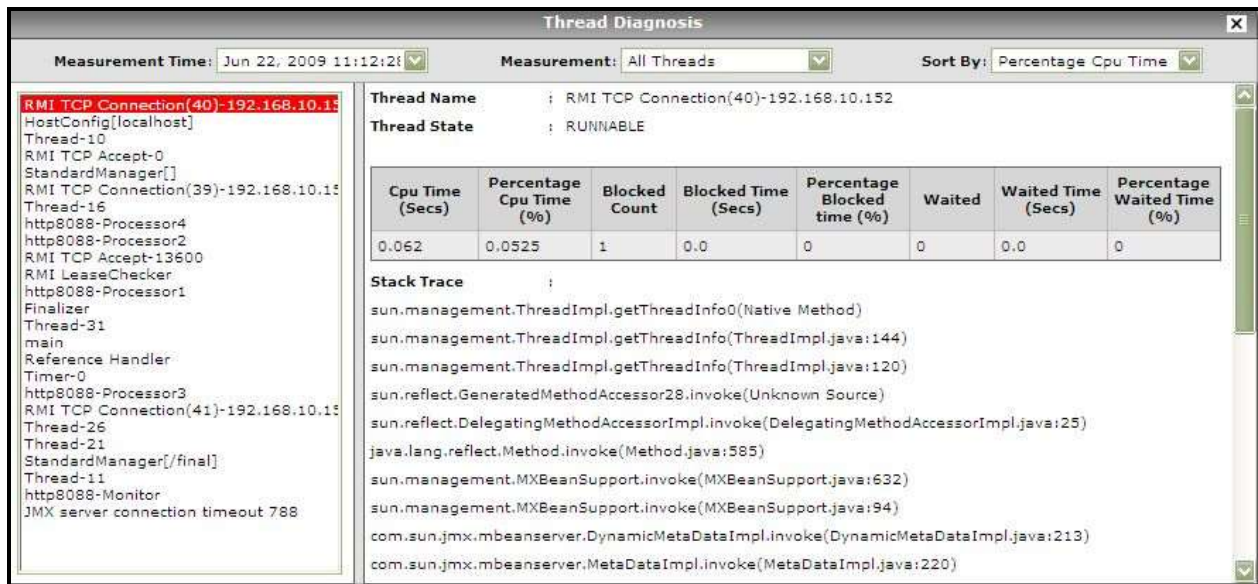 Thread Diagnosis
Measurement Time: Jun 22, 2009 11:12:28 Measurement: All Threads Sort By: Percentage Cpu Time
RMI TCP Connection(40)-192.168.10.15
HostConfig[localhost]
Thread-10
RMI TCP Accept-0
StandardManager[]
RMI TCP Connection(39)-192.168.10.15
Thread-16
http8088-Processor4
http8088-Processor2
RMI TCP Accept-13600
RMI LeaseChecker
http8088-Processor1
Finalizer
Thread-31
main
Reference Handler
Timer-0
http8088-Processor3
RMI TCP Connection(41)-192.168.10.15
Thread-26
Thread-21
StandardManager[/final]
Thread-11
http8088-Monitor
JMX server connection timeout 788
Thread Name : RMI TCP Connection(40)-192.168.10.152
Thread State : RUNNABLE
Cpu Time (Secs) Percentage Cpu Time (%) Blocked Count Blocked Time (Secs) Percentage Blocked time (%) Waited Waited Time (Secs) Percentage Waited Time (%)
0.062 0.0525 1 0.0 0 0 0.0 0
Stack Trace :
sun.management.ThreadImpl.getThreadInfo0(Native Method)
sun.management.ThreadImpl.getThreadInfo(ThreadImpl.java:144)
sun.management.ThreadImpl.getThreadInfo(ThreadImpl.java:120)
sun.reflect.GeneratedMethodAccessor28.invoke(Unknown Source)
sun.reflect.DelegatingMethodAccessorImpl.invoke(DelegatingMethodAccessorImpl.java:25)
java.lang.reflect.Method.invoke(Method.java:585)
sun.management.MXBeanSupport.invoke(MXBeanSupport.java:632)
sun.management.MXBeanSupport.invoke(MXBeanSupport.java:94)
com.sun.jmx.mbeanserver.DynamicMetaDataImpl.invoke(DynamicMetaDataImpl.java:213)
com.sun.jmx.mbeanserver.MetaDataImpl.invoke(MetaDataImpl.java:220)